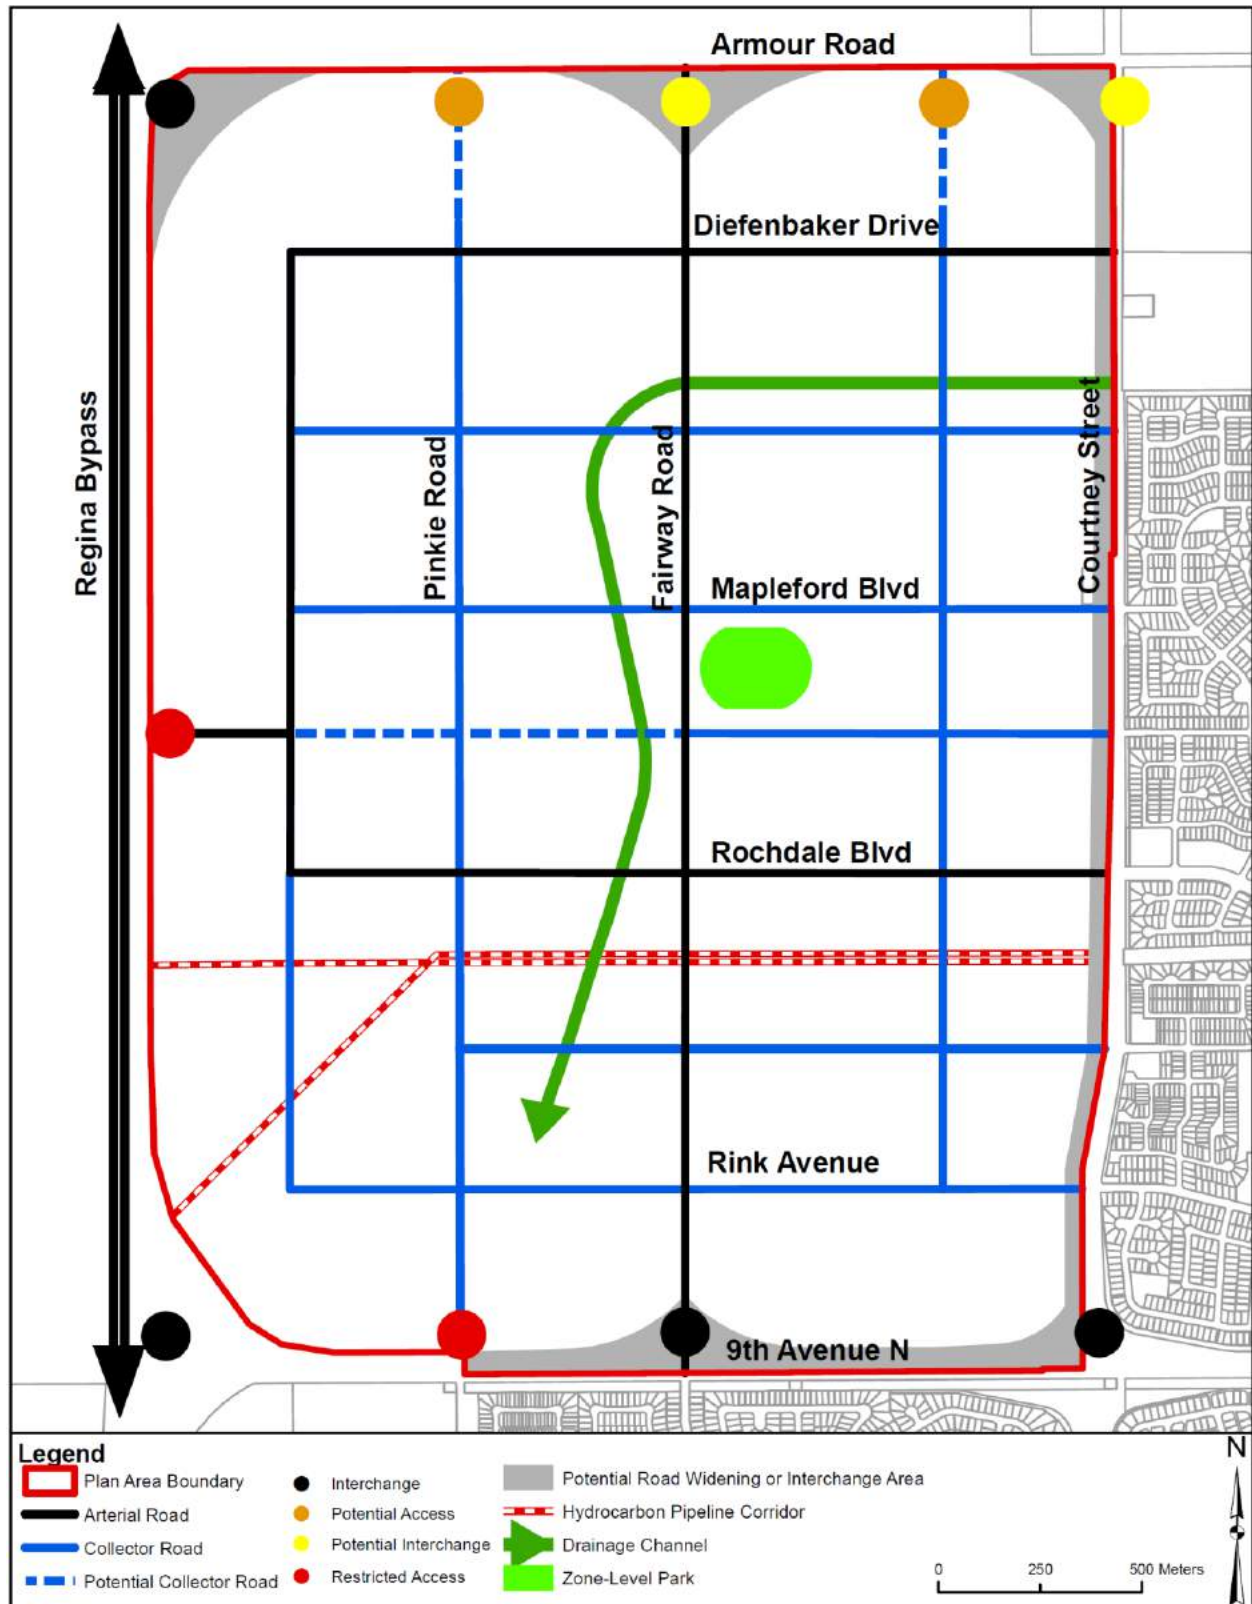 Armour Road
Diefenbaker Drive
Regina Bypass
Pinkie Road
Fairway Road
Courtney Street
Mapleford Blvd
Rochdale Blvd
Rink Avenue
9th Avenue N
Legend
Plan Area Boundary
Arterial Road
Collector Road
Potential Collector Road
Interchange
Potential Access
Potential Interchange
Restricted Access
Potential Road Widening or Interchange Area
Hydrocarbon Pipeline Corridor
Drainage Channel
Zone-Level Park
N
0 250 500 Meters